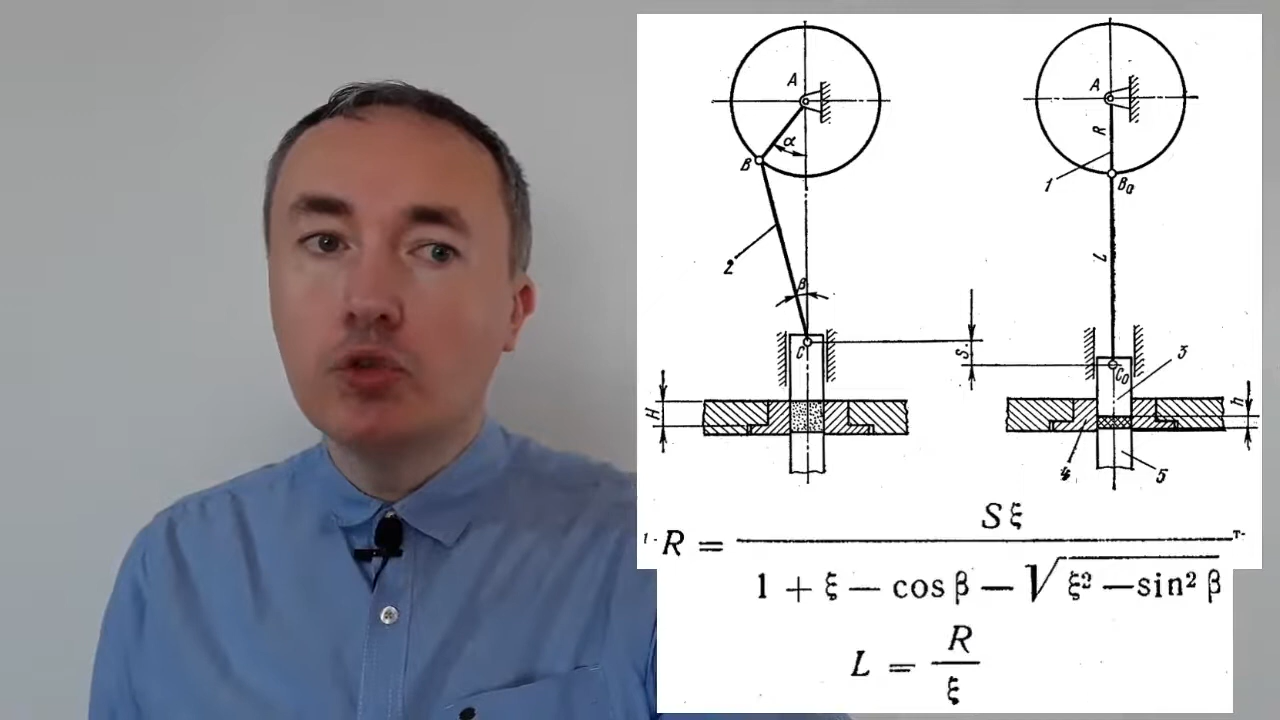 A
A
α
R
B
1
B₀
2
L
β
C
S
C₀
3
H
h
4
5
R = Sξ / (1 + ξ − cos β − √(ξ² − sin² β))
L = R / ξ